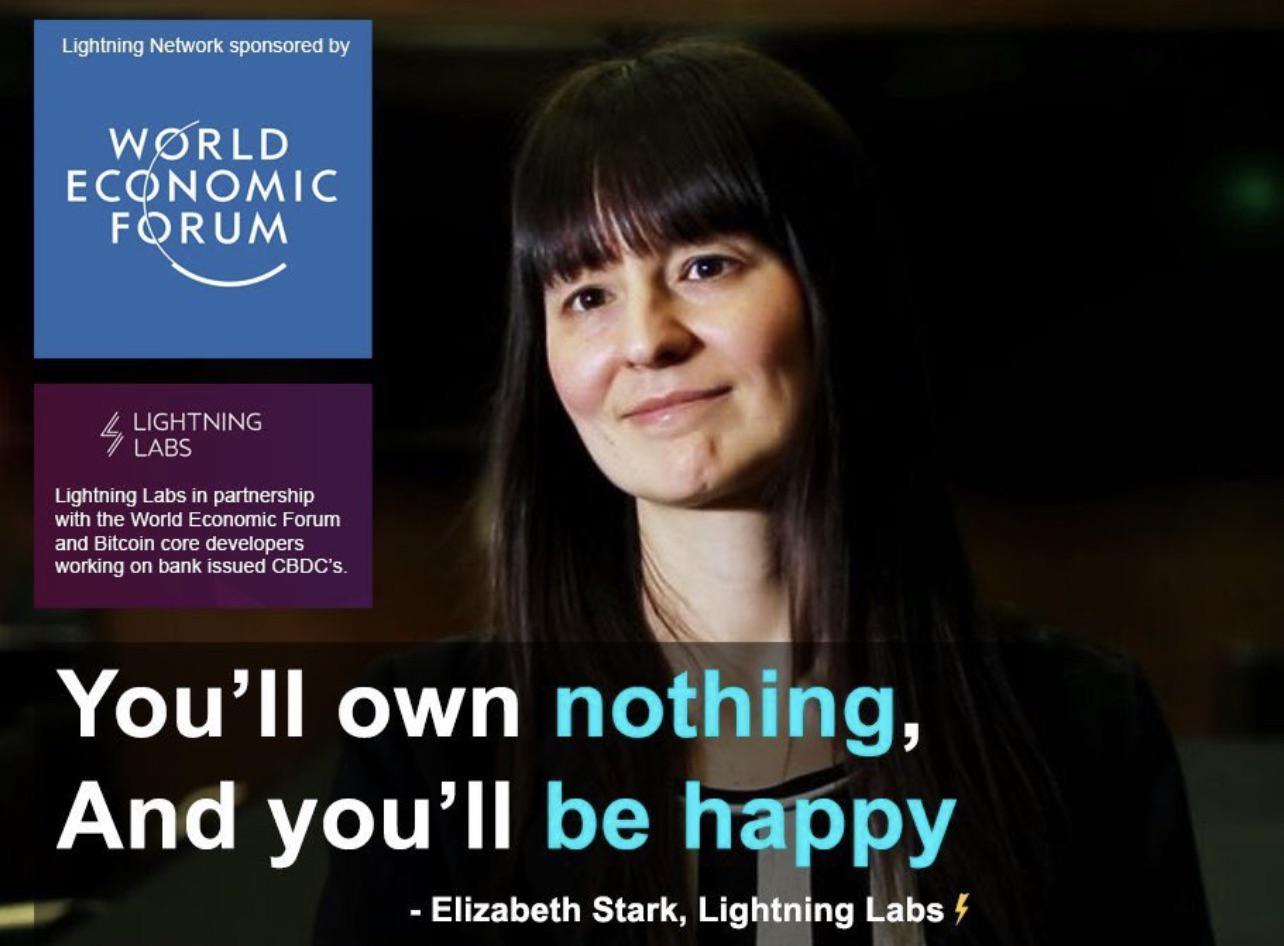 Lightning Network sponsored by
WORLD
ECONOMIC
FORUM
LIGHTNING
LABS
Lightning Labs in partnership
with the World Economic Forum
and Bitcoin core developers
working on bank issued CBDC's.
You'll own nothing,
And you'll be happy
- Elizabeth Stark, Lightning Labs⚡